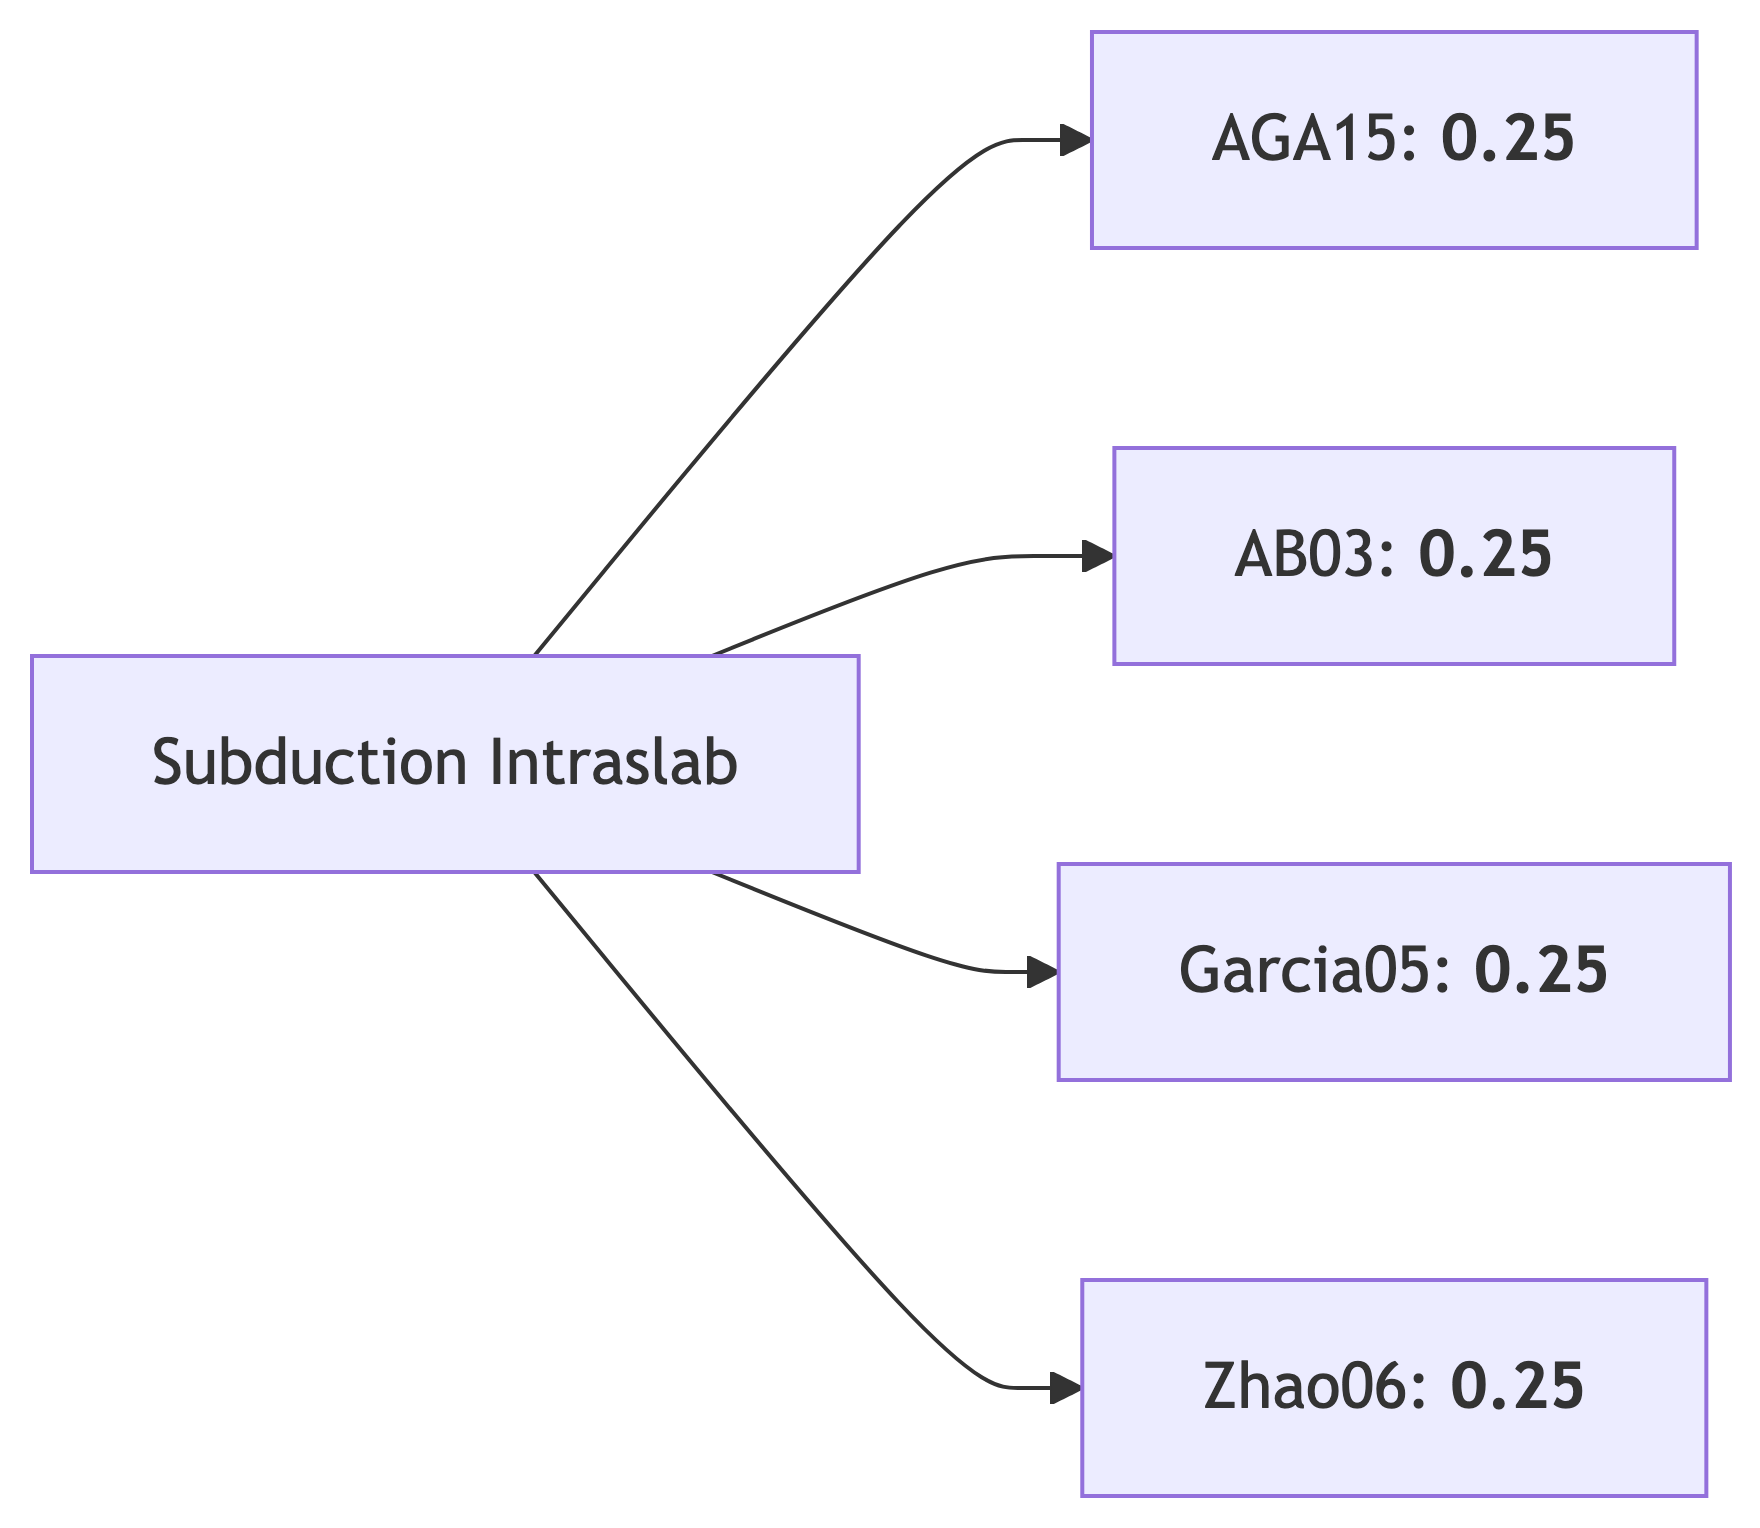 AGA15: 0.25
AB03: 0.25
Subduction Intraslab
Garcia05: 0.25
Zhao06: 0.25